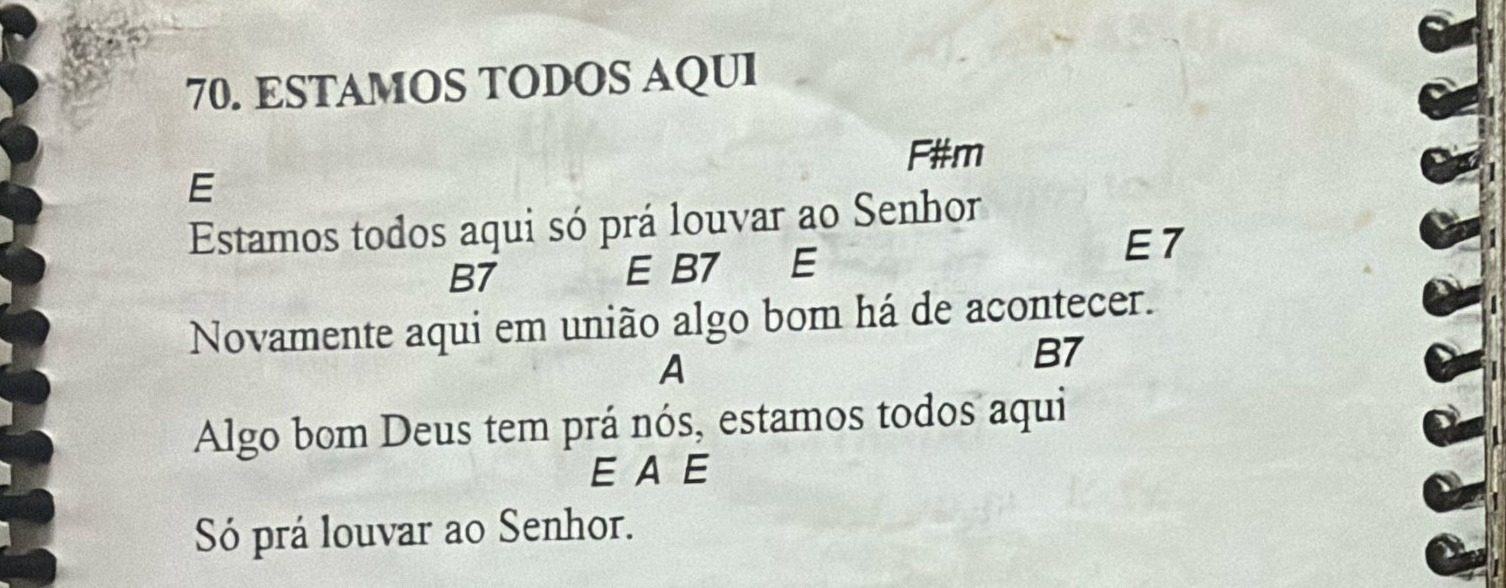 70. ESTAMOS TODOS AQUI
E F#m
Estamos todos aqui só prá louvar ao Senhor
B7 E B7 E E7
Novamente aqui em união algo bom há de acontecer.
A B7
Algo bom Deus tem prá nós, estamos todos aqui
E A E
Só prá louvar ao Senhor.